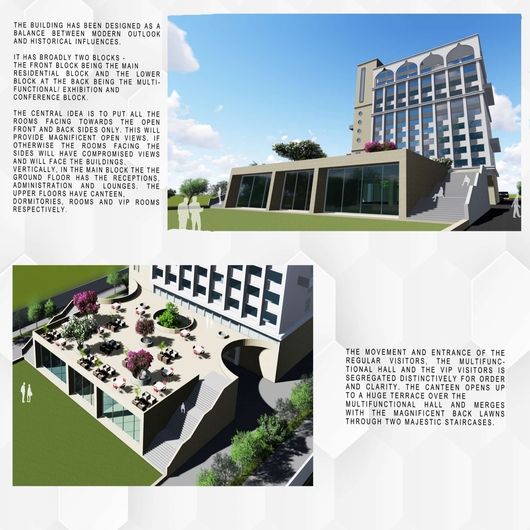 THE BUILDING HAS BEEN DESIGNED AS A
BALANCE BETWEEN MODERN OUTLOOK
AND HISTORICAL INFLUENCES.
IT HAS BROADLY TWO BLOCKS -
THE FRONT BLOCK BEING THE MAIN
RESIDENTIAL BLOCK AND THE LOWER
BLOCK AT THE BACK BEING THE MULTI-
FUNCTIONAL/ EXHIBITION AND
CONFERENCE BLOCK.
THE CENTRAL IDEA IS TO PUT ALL THE
ROOMS FACING TOWARDS THE OPEN
FRONT AND BACK SIDES ONLY. THIS WILL
PROVIDE MAGNIFICENT OPEN VIEWS. IF
OTHERWISE THE ROOMS FACING THE
SIDES WILL HAVE COMPROMISED VIEWS
AND WILL FACE THE BUILDINGS.
VERTICALLY, IN THE MAIN BLOCK THE THE
GROUND FLOOR HAS THE RECEPTIONS,
ADMINISTRATION AND LOUNGES. THE
UPPER FLOORS HAVE CANTEEN,
DORMITORIES, ROOMS AND VIP ROOMS
RESPECTIVELY.
THE MOVEMENT AND ENTRANCE OF THE
REGULAR VISITORS, THE MULTIFUNC-
TIONAL HALL AND THE VIP VISITORS IS
SEGREGATED DISTINCTIVELY FOR ORDER
AND CLARITY. THE CANTEEN OPENS UP
TO A HUGE TERRACE OVER THE
MULTIFUNCTIONAL HALL AND MERGES
WITH THE MAGNIFICENT BACK LAWNS
THROUGH TWO MAJESTIC STAIRCASES.